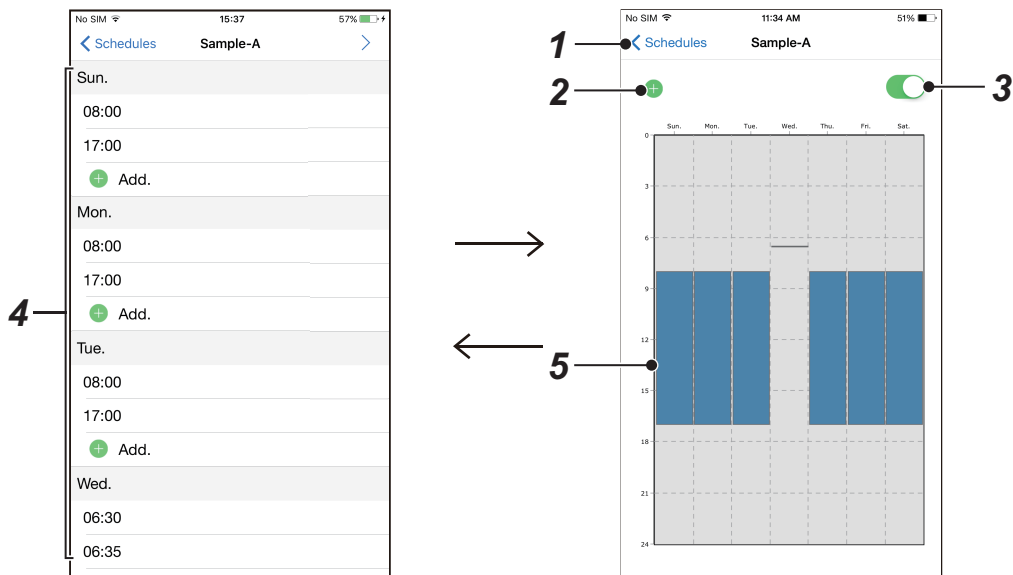 No SIM 15:37 57%
Schedules Sample-A
Sun.
08:00
17:00
Add.
Mon.
08:00
17:00
Add.
Tue.
08:00
17:00
Add.
Wed.
06:30
06:35
4
No SIM 11:34 AM 51%
1 Schedules Sample-A
2 3
Sun. Mon. Tue. Wed. Thu. Fri. Sat.
0
3
6
9
12
5
15
18
21
24